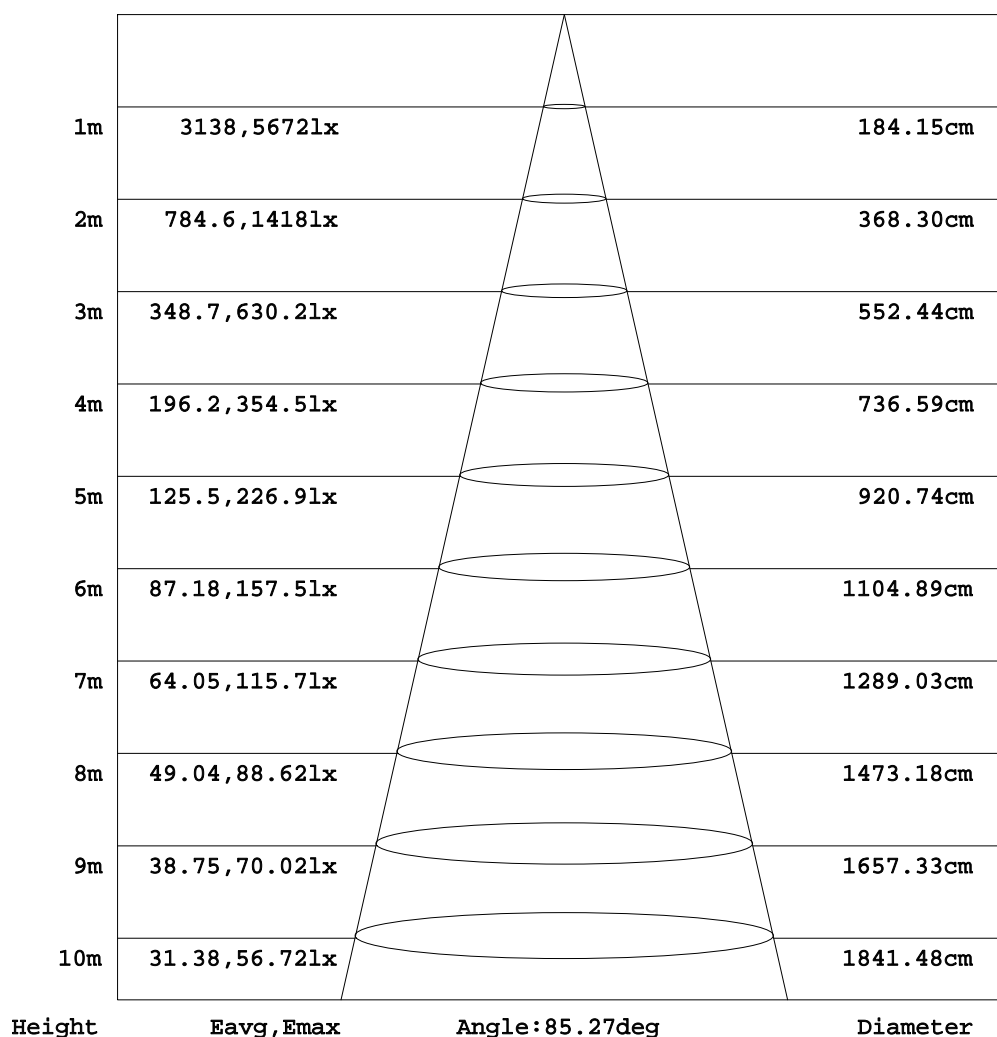 1m 3138,5672lx 184.15cm
2m 784.6,1418lx 368.30cm
3m 348.7,630.2lx 552.44cm
4m 196.2,354.5lx 736.59cm
5m 125.5,226.9lx 920.74cm
6m 87.18,157.5lx 1104.89cm
7m 64.05,115.7lx 1289.03cm
8m 49.04,88.62lx 1473.18cm
9m 38.75,70.02lx 1657.33cm
10m 31.38,56.72lx 1841.48cm
Height Eavg,Emax Angle:85.27deg Diameter